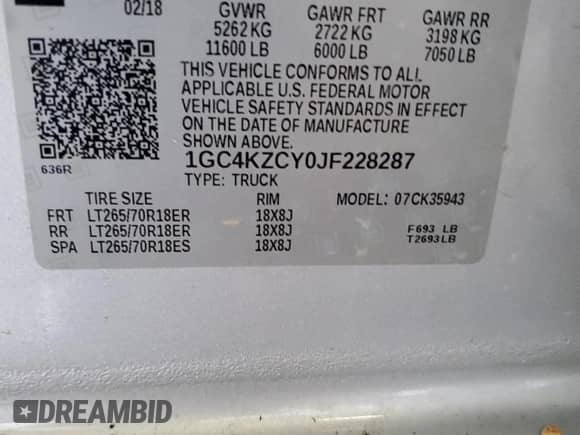 02/18 GVWR GAWR FRT GAWR RR
5262 KG 2722 KG 3198 KG
11600 LB 6000 LB 7050 LB
THIS VEHICLE CONFORMS TO ALL
APPLICABLE U.S. FEDERAL MOTOR
VEHICLE SAFETY STANDARDS IN EFFECT
ON THE DATE OF MANUFACTURE
SHOWN ABOVE.
1GC4KZCY0JF228287
636R TYPE: TRUCK
TIRE SIZE RIM MODEL: 07CK35943
FRT LT265/70R18ER 18X8J
RR LT265/70R18ER 18X8J F693 LB
SPA LT265/70R18ES 18X8J T2693LB
DREAMBID